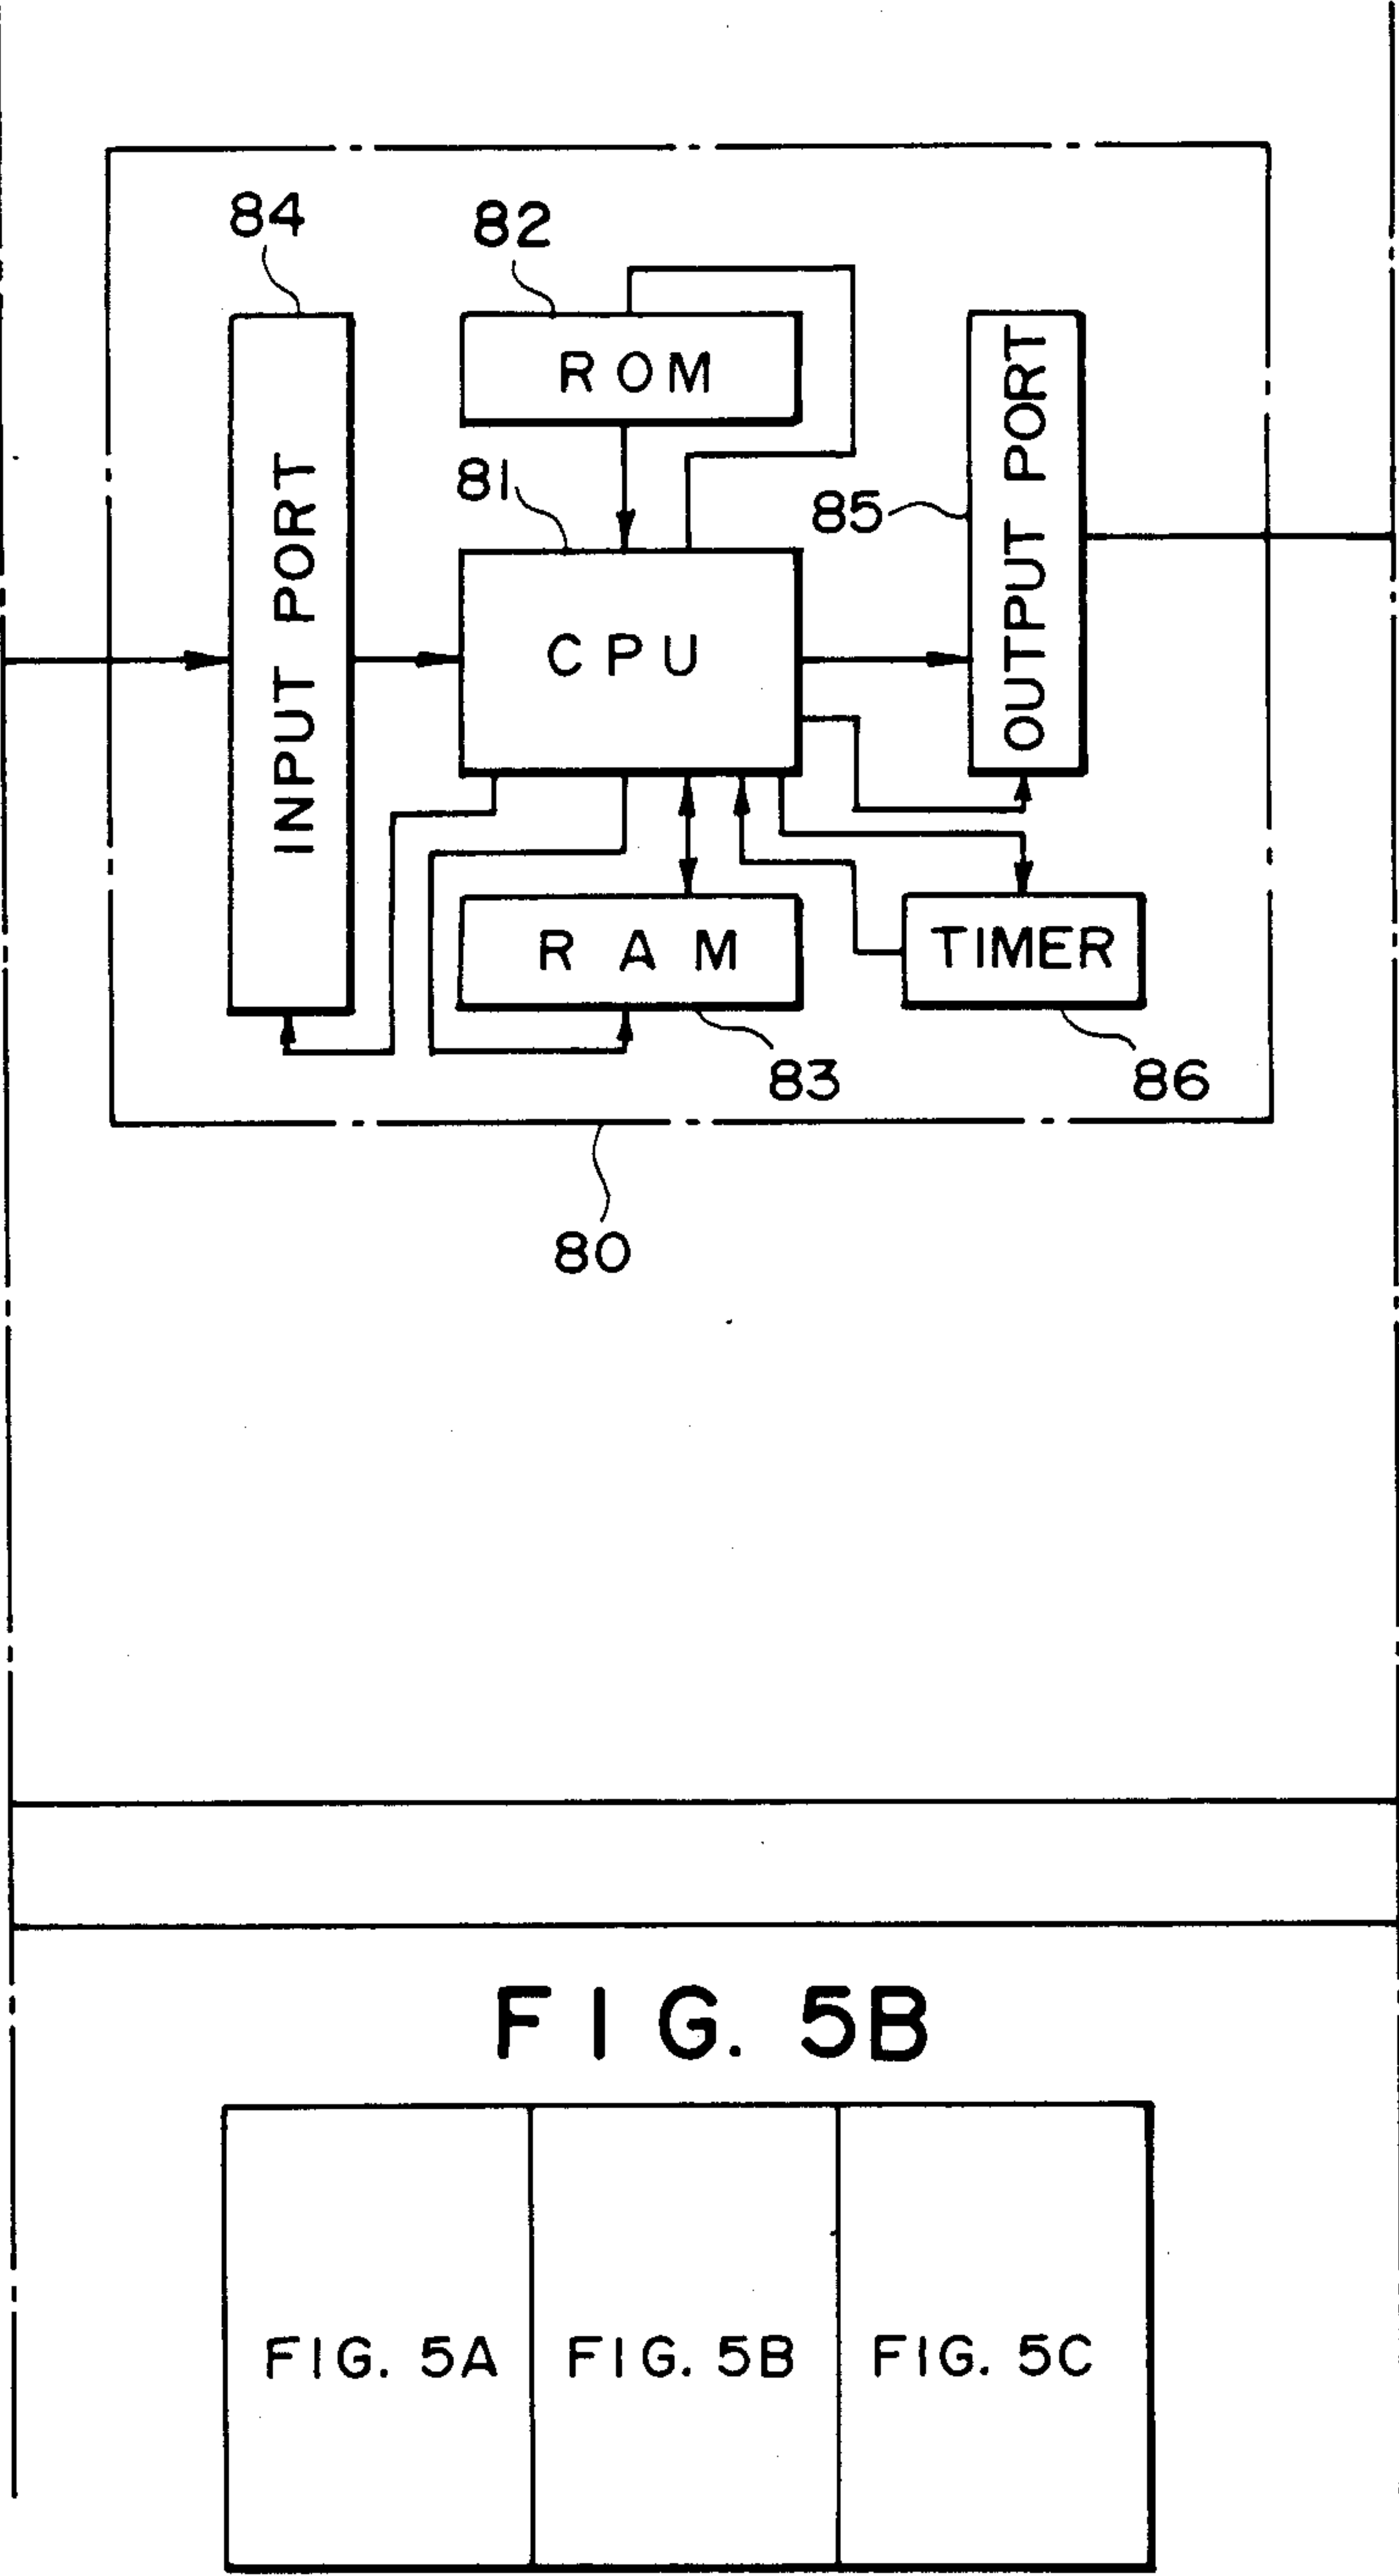 84
82
ROM
81
85
INPUT PORT
CPU
OUTPUT PORT
RAM
TIMER
83
86
80
FIG. 5B
FIG. 5A
FIG. 5B
FIG. 5C